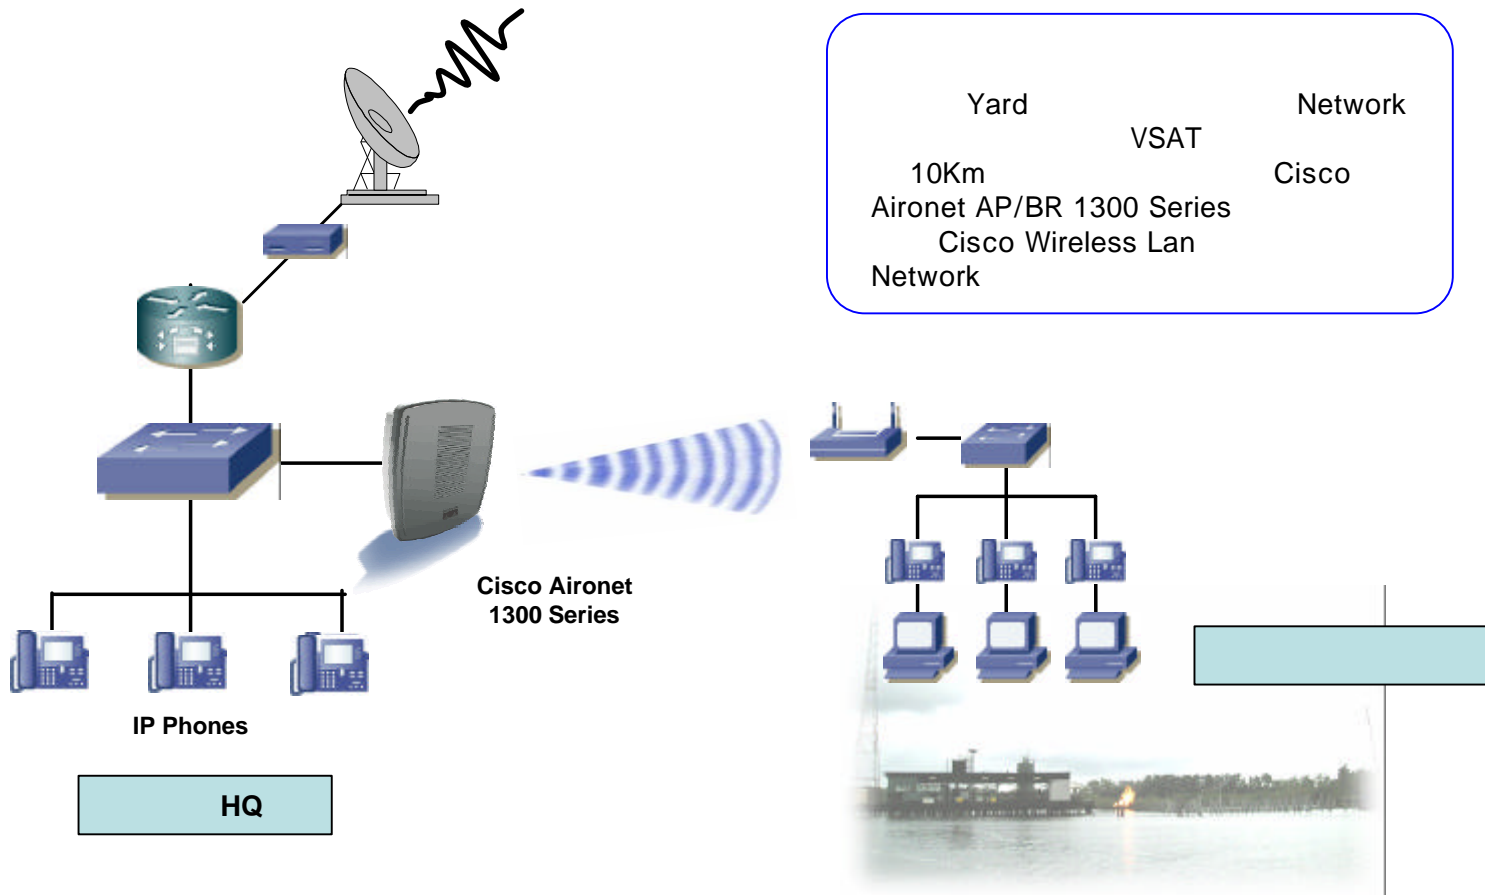 Yard Network
VSAT
10Km Cisco
Aironet AP/BR 1300 Series
Cisco Wireless Lan
Network
Cisco Aironet
1300 Series
IP Phones
HQ